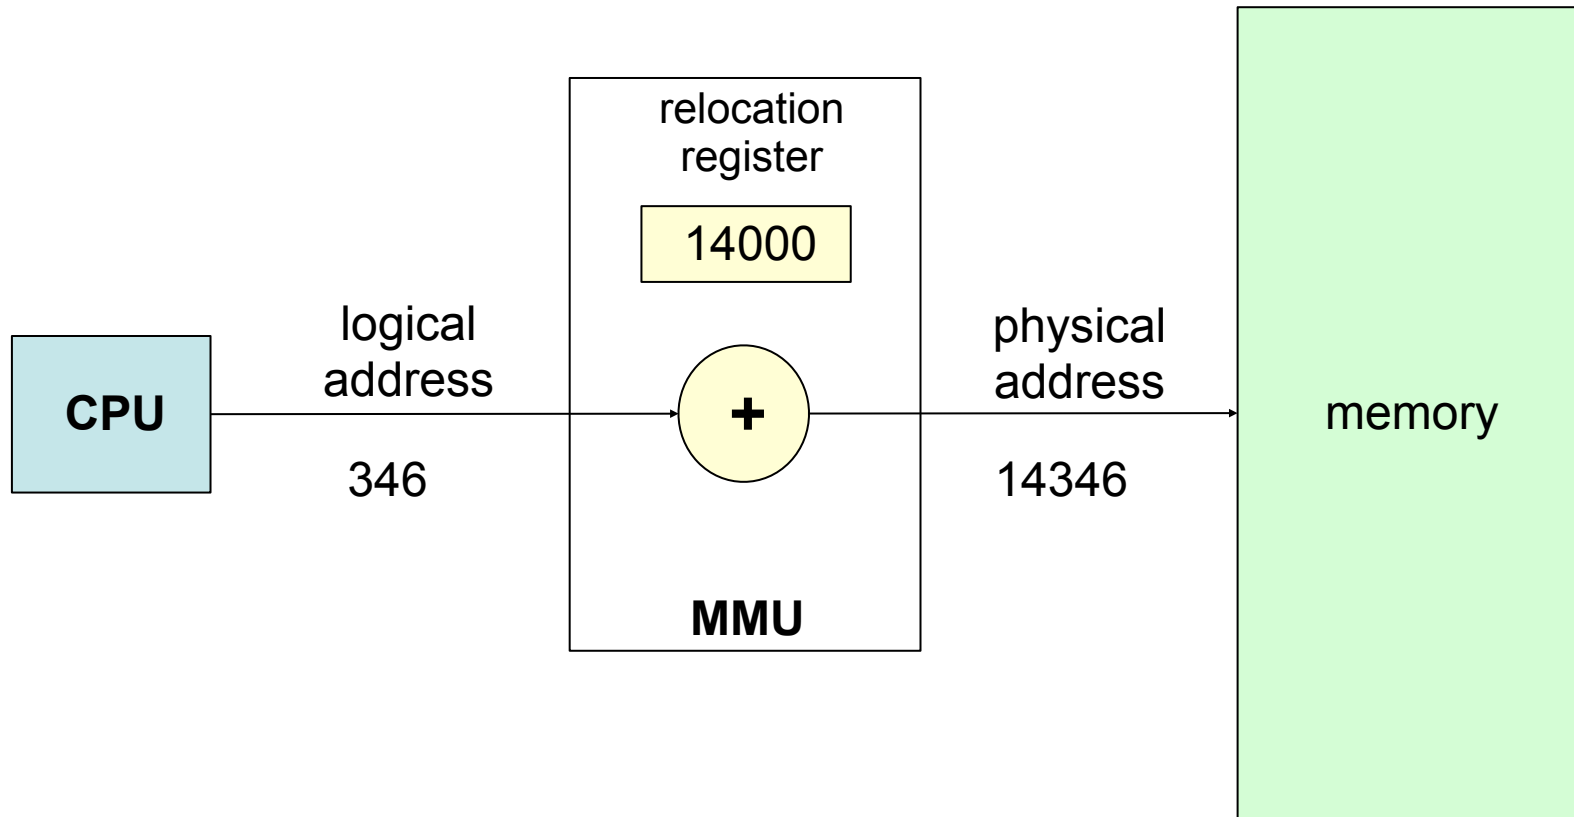 relocation
register
14000
logical
address
physical
address
CPU
+
memory
346
14346
MMU